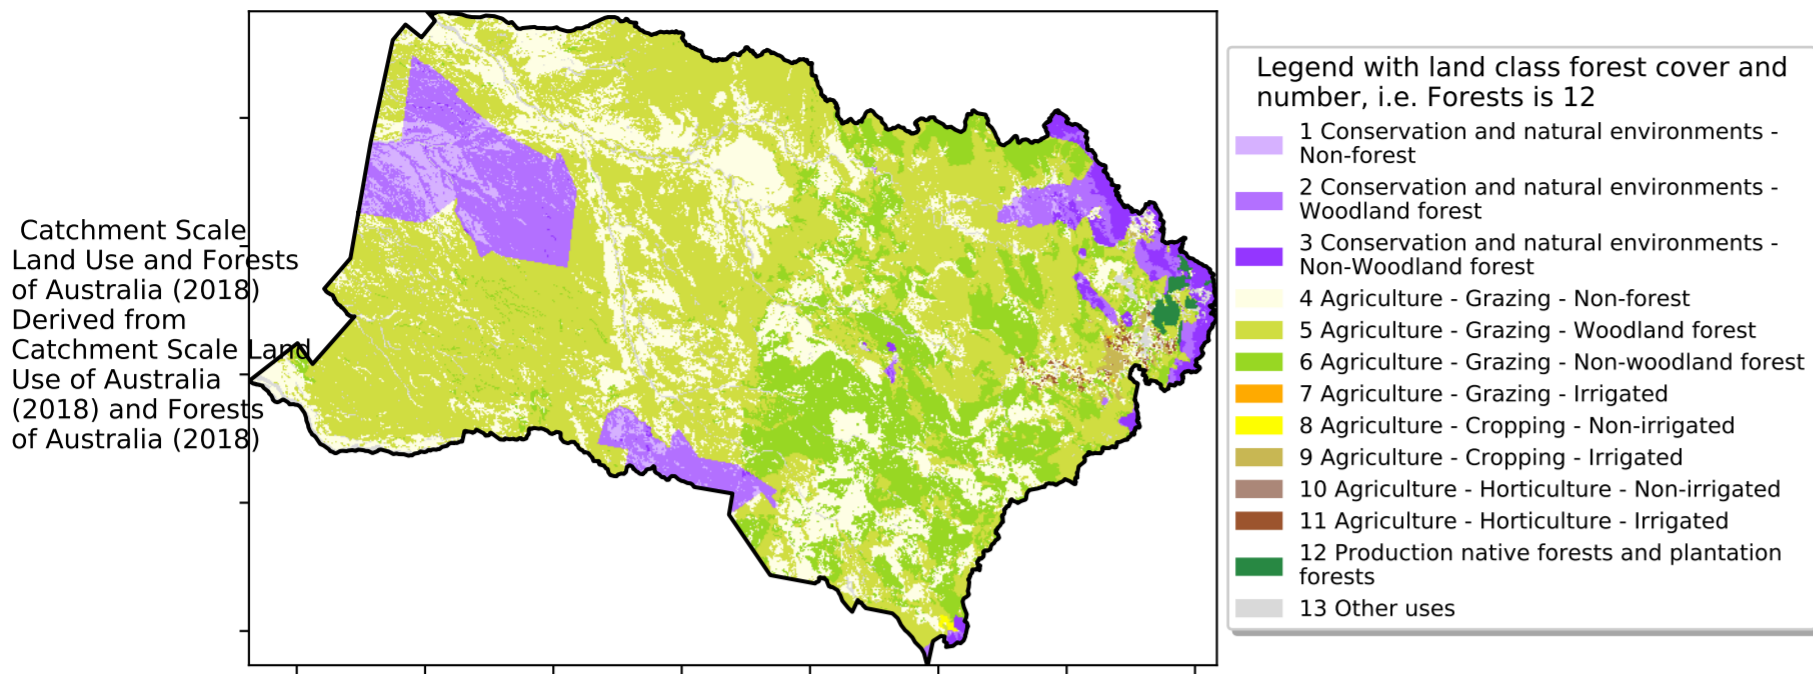 Catchment Scale
Land Use and Forests
of Australia (2018)
Derived from
Catchment Scale Land
Use of Australia
(2018) and Forests
of Australia (2018)
Legend with land class forest cover and
number, i.e. Forests is 12
1 Conservation and natural environments -
Non-forest
2 Conservation and natural environments -
Woodland forest
3 Conservation and natural environments -
Non-Woodland forest
4 Agriculture - Grazing - Non-forest
5 Agriculture - Grazing - Woodland forest
6 Agriculture - Grazing - Non-woodland forest
7 Agriculture - Grazing - Irrigated
8 Agriculture - Cropping - Non-irrigated
9 Agriculture - Cropping - Irrigated
10 Agriculture - Horticulture - Non-irrigated
11 Agriculture - Horticulture - Irrigated
12 Production native forests and plantation
forests
13 Other uses